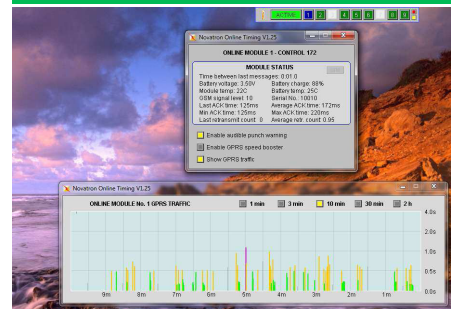 ACTIVE 1 2 4 5 6 8 9
Novatron Online Timing V1.25
ONLINE MODULE 1 - CONTROL 172
MODULE STATUS
Time between last messages: 0:01.0
Battery voltage: 3.50V Battery charge: 88%
Module temp: 22C Battery temp: 25C
GSM signal level: 10 Serial No.: 10010
Last ACK time: 125ms Average ACK time: 172ms
Min ACK time: 125ms Max ACK time: 220ms
Last retransmit count: 0 Average retr. count: 0.95
Enable audible punch warning
Enable GPRS speed booster
Show GPRS traffic
Novatron Online Timing V1.25
ONLINE MODULE No. 1 GPRS TRAFFIC 1 min 3 min 10 min 30 min 2 h
4.0s
2.0s
1.0s
0.5s
0.0s
9m 8m 7m 6m 5m 4m 3m 2m 1m